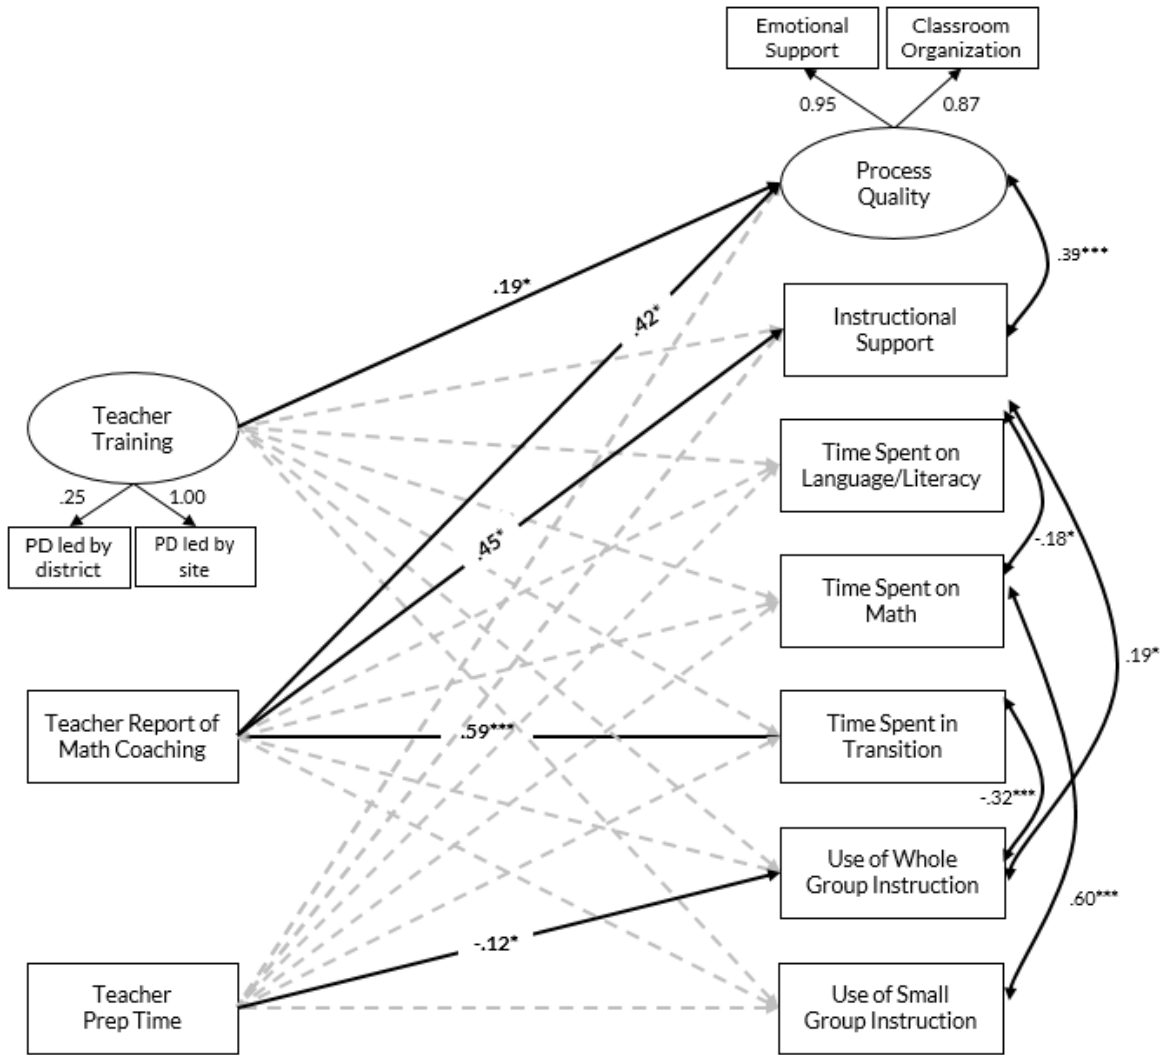 Emotional
Support
Classroom
Organization
0.95
0.87
Process
Quality
.39***
.19*
.42*
Instructional
Support
Teacher
Training
.25
1.00
PD led by
district
PD led by
site
Time Spent on
Language/Literacy
-.18*
.45*
Time Spent on
Math
.19*
Teacher Report of
Math Coaching
.59***
Time Spent in
Transition
-.32***
Use of Whole
Group Instruction
.60***
-.12*
Teacher
Prep Time
Use of Small
Group Instruction